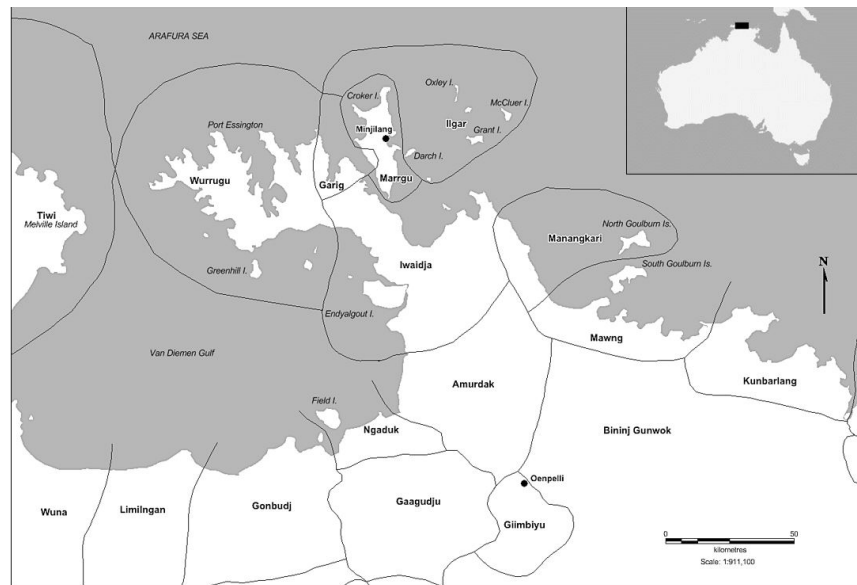 ARAFURA SEA
Croker I.
Oxley I.
McCluer I.
Port Essington
Minjilang
Ilgar
Grant I.
Darch I.
Wurrugu
Garig
Marrgu
Tiwi
Melville Island
North Goulburn Is.
Manangkari
Iwaidja
South Goulburn Is.
Greenhill I.
N
Endyalgout I.
Mawng
Van Diemen Gulf
Kunbarlang
Amurdak
Field I.
Ngaduk
Bininj Gunwok
Oenpelli
Wuna
Limilngan
Gonbudj
Gaagudju
Giimbiyu
0 50
kilometres
Scale: 1:911,100